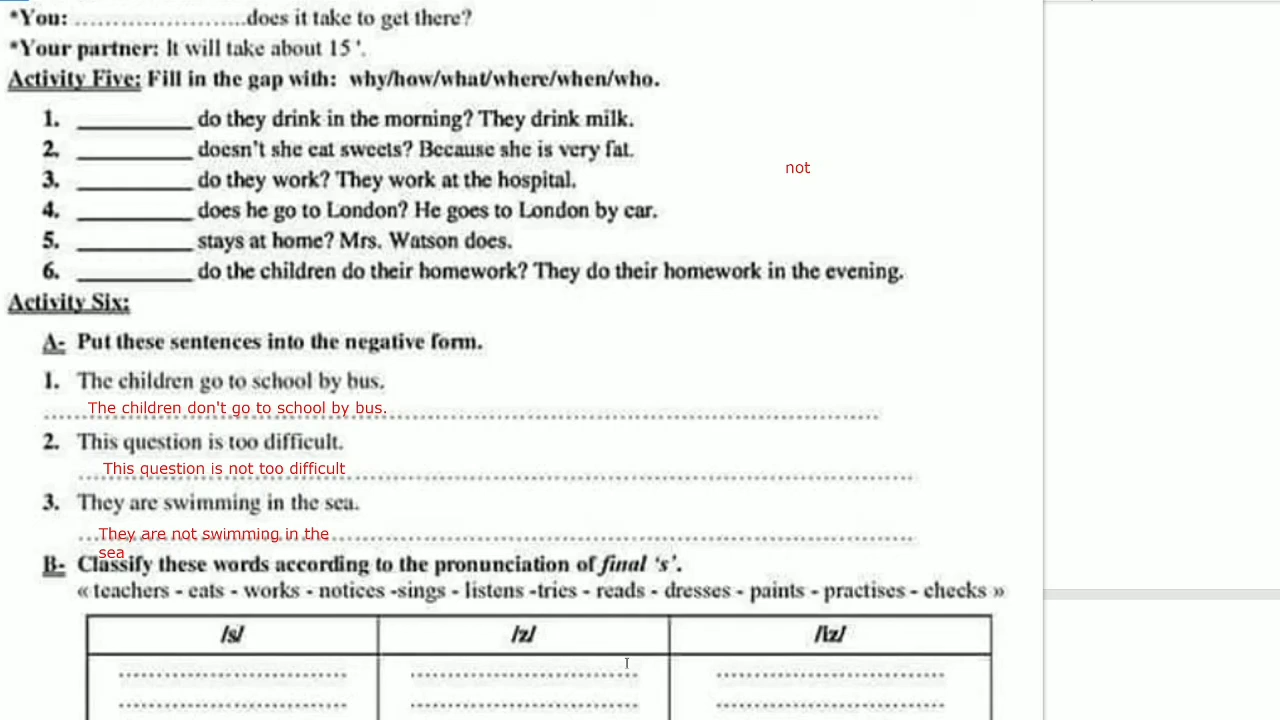 *You: ........................does it take to get there?
*Your partner: It will take about 15 '.
Activity Five: Fill in the gap with: why/how/what/where/when/who.
1. __________ do they drink in the morning? They drink milk.
2. __________ doesn't she eat sweets? Because she is very fat.
not
3. __________ do they work? They work at the hospital.
4. __________ does he go to London? He goes to London by car.
5. __________ stays at home? Mrs. Watson does.
6. __________ do the children do their homework? They do their homework in the evening.
Activity Six:
A- Put these sentences into the negative form.
1. The children go to school by bus.
The children don't go to school by bus.
2. This question is too difficult.
This question is not too difficult
3. They are swimming in the sea.
They are not swimming in the
sea
B- Classify these words according to the pronunciation of final 's'.
« teachers - eats - works - notices -sings - listens -tries - reads - dresses - paints - practises - checks »
/s/ /z/ /Iz/